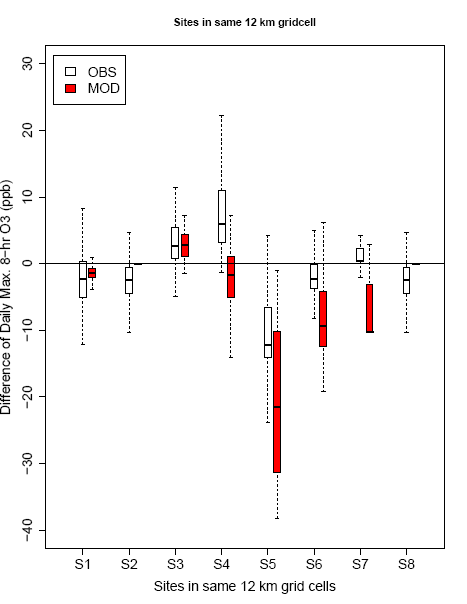 Sites in same 12 km gridcell
OBS
MOD
30
20
10
0
−10
−20
−30
−40
Difference of Daily Max. 8−hr O3 (ppb)
S1 S2 S3 S4 S5 S6 S7 S8
Sites in same 12 km grid cells